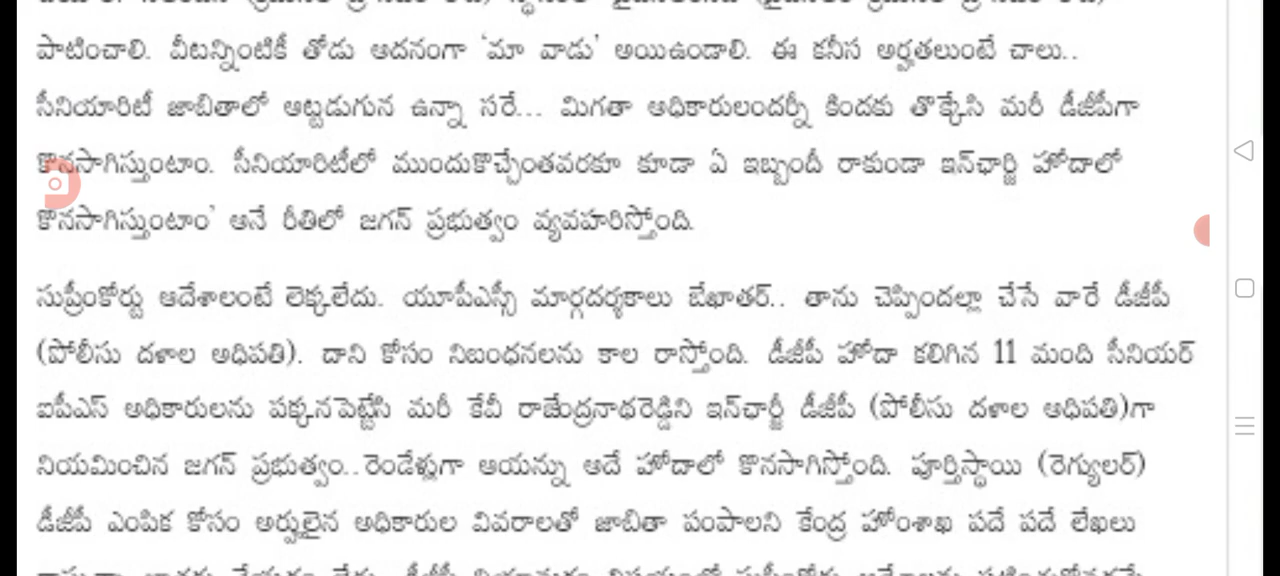 పాటించాలి. వీటన్నింటికీ తోడు అదనంగా ‘మా వాడు’ అయిఉండాలి. ఈ కనీస అర్హతలుంటే చాలు..
సీనియారిటీ జాబితాలో అట్టడుగున ఉన్నా సరే... మిగతా అధికారులందర్నీ కిందకు తొక్కేసి మరీ డీజీపీగా
కొనసాగిస్తుంటాం. సీనియారిటీలో ముందుకొచ్చేంతవరకూ కూడా ఏ ఇబ్బందీ రాకుండా ఇన్‌ఛార్జి హోదాలో
కొనసాగిస్తుంటాం’ అనే రీతిలో జగన్ ప్రభుత్వం వ్యవహరిస్తోంది.
సుప్రీంకోర్టు ఆదేశాలంటే లెక్కలేదు. యూపీఎస్సీ మార్గదర్శకాలు బేఖాతర్.. తాను చెప్పిందల్లా చేసే వారే డీజీపీ
(పోలీసు దళాల అధిపతి). దాని కోసం నిబంధనలను కాల రాస్తోంది. డీజీపీ హోదా కలిగిన 11 మంది సీనియర్
ఐపీఎస్ అధికారులను పక్కనపెట్టేసి మరీ కేవీ రాజేంద్రనాథరెడ్డిని ఇన్‌ఛార్జీ డీజీపీ (పోలీసు దళాల అధిపతి)గా
నియమించిన జగన్ ప్రభుత్వం..రెండేళ్లుగా ఆయన్ను ఆదే హోదాలో కొనసాగిస్తోంది. పూర్తిస్థాయి (రెగ్యులర్)
డీజీపీ ఎంపిక కోసం అర్హులైన అధికారుల వివరాలతో జాబితా పంపాలని కేంద్ర హోంశాఖ పదే పదే లేఖలు